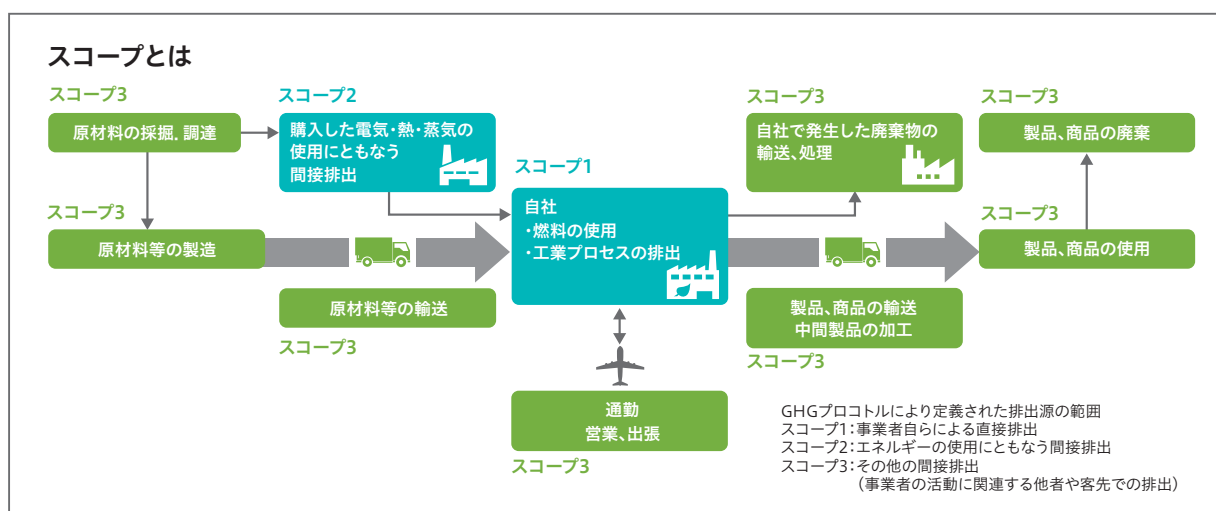 スコープとは
スコープ3
原材料の採掘．調達
スコープ2
購入した電気・熱・蒸気の
使用にともなう
間接排出
スコープ3
原材料等の製造
原材料等の輸送
スコープ3
スコープ1
自社
・燃料の使用
・工業プロセスの排出
通勤
営業、出張
スコープ3
スコープ3
自社で発生した廃棄物の
輸送、処理
製品、商品の輸送
中間製品の加工
スコープ3
スコープ3
製品、商品の廃棄
スコープ3
製品、商品の使用
GHGプロコトルにより定義された排出源の範囲
スコープ1：事業者自らによる直接排出
スコープ2：エネルギーの使用にともなう間接排出
スコープ3：その他の間接排出
（事業者の活動に関連する他者や客先での排出）